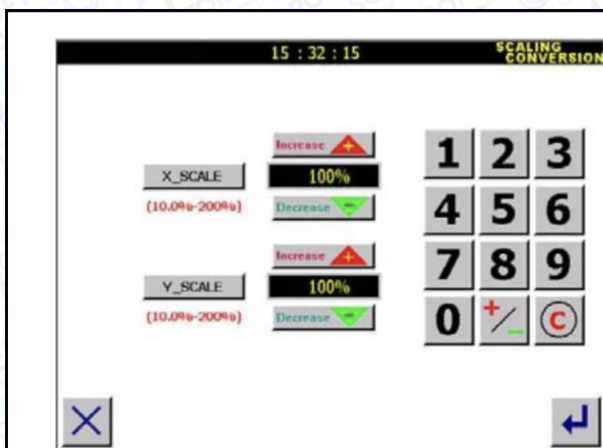 15 : 32 : 15
SCALING
CONVERSION
Increase +
X_SCALE
100%
(10.0%-200%)
Decrease -
Increase +
Y_SCALE
100%
(10.0%-200%)
Decrease -
1 2 3
4 5 6
7 8 9
0 +/- C